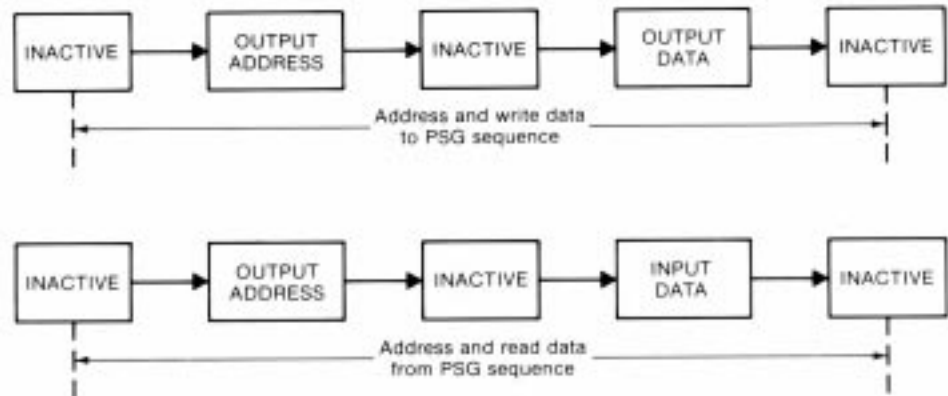 INACTIVE
OUTPUT
ADDRESS
INACTIVE
OUTPUT
DATA
INACTIVE
Address and write data
to PSG sequence
INACTIVE
OUTPUT
ADDRESS
INACTIVE
INPUT
DATA
INACTIVE
Address and read data
from PSG sequence